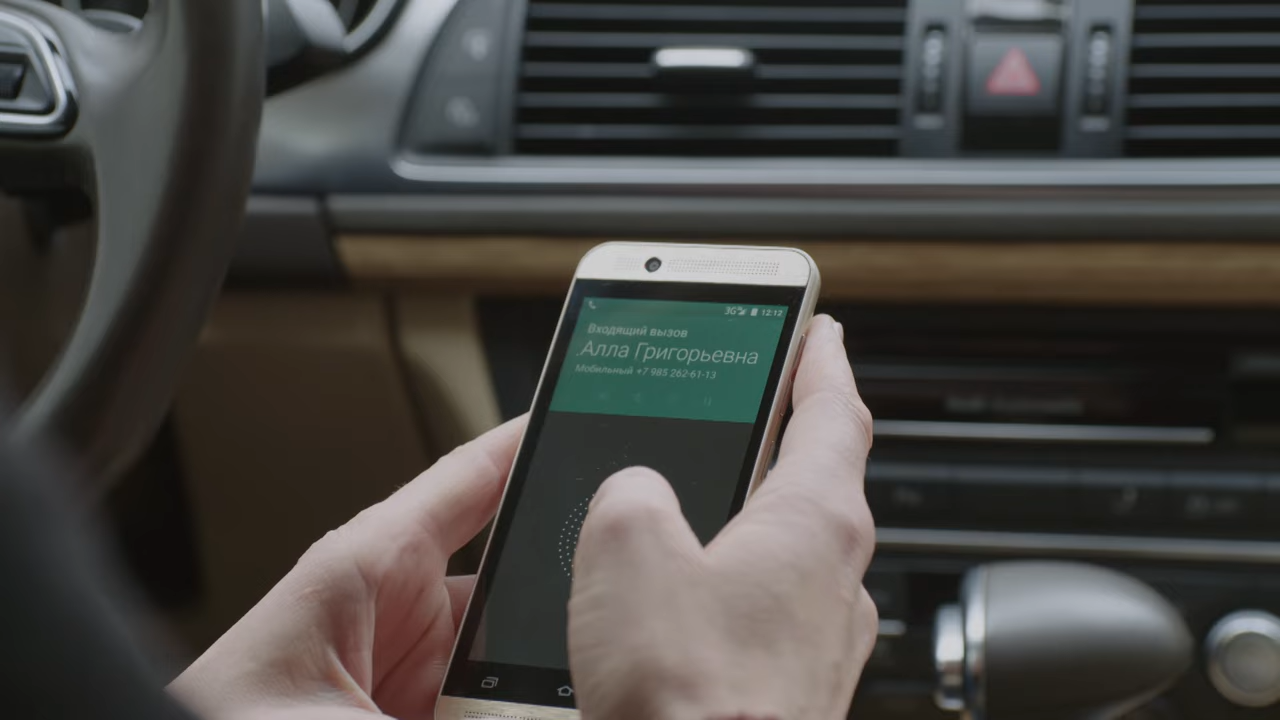 3G 12:12
Входящий вызов
Алла Григорьевна
Мобильный +7 985 262-61-13